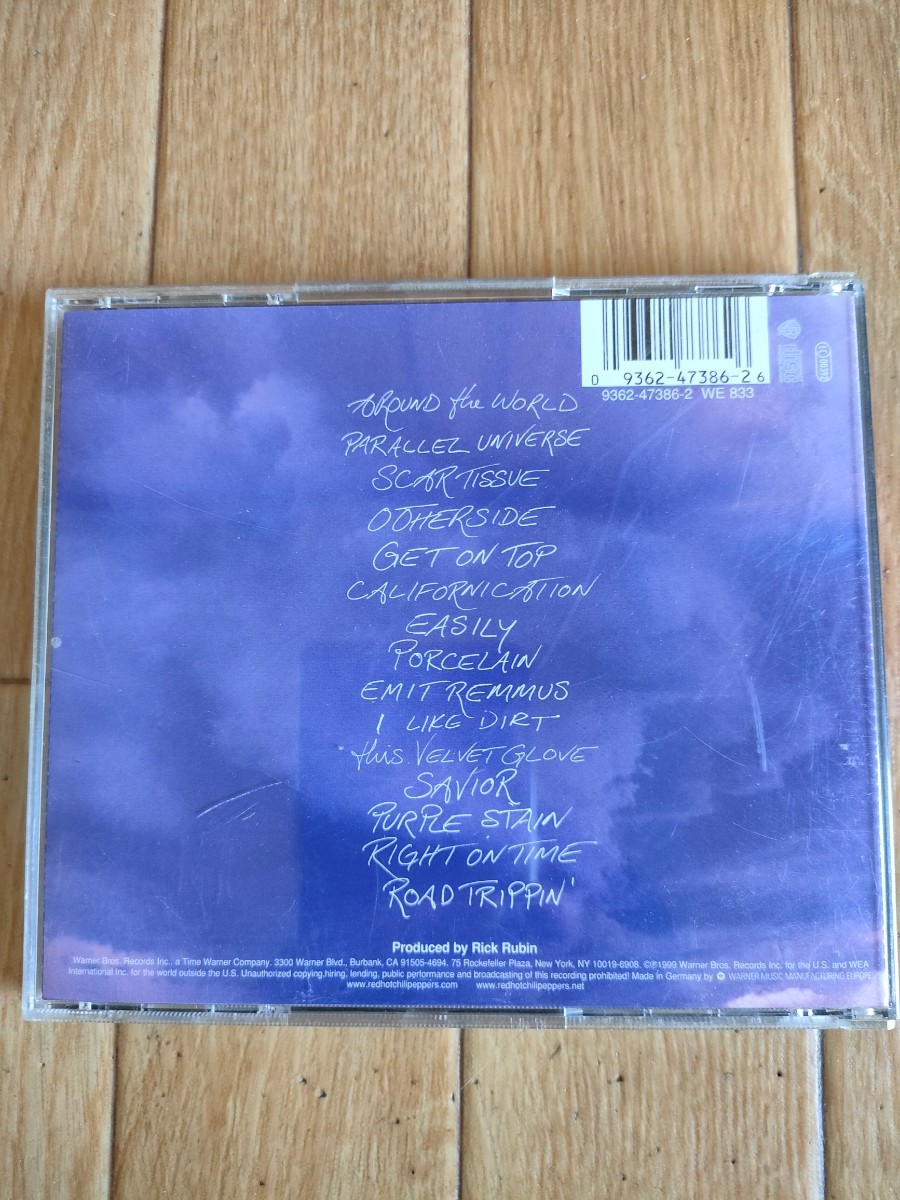 0 9362-47386-2 6
9362-47386-2 WE 833
AROUND the WORLD
PARALLEL UNIVERSE
SCAR TISSUE
OTHERSIDE
GET ON TOP
CALIFORNICATION
EASILY
PORCELAIN
EMIT REMMUS
I LIKE DIRT
this VELVET GLOVE
SAVIOR
PURPLE STAIN
RIGHT ON TIME
ROAD TRIPPIN'
Produced by Rick Rubin
Warner Bros. Records Inc., a Time Warner Company. 3300 Warner Blvd., Burbank, CA 91505-4694. 75 Rockefeller Plaza, New York, NY 10019-6908. ©℗1999 Warner Bros. Records Inc. for the U.S. and WEA
International Inc. for the world outside the U.S. Unauthorized copying, hiring, lending, public performance and broadcasting of this recording prohibited! Made in Germany by WARNER MUSIC MANUFACTURING EUROPE
www.redhotchilipeppers.com www.redhotchilipeppers.net